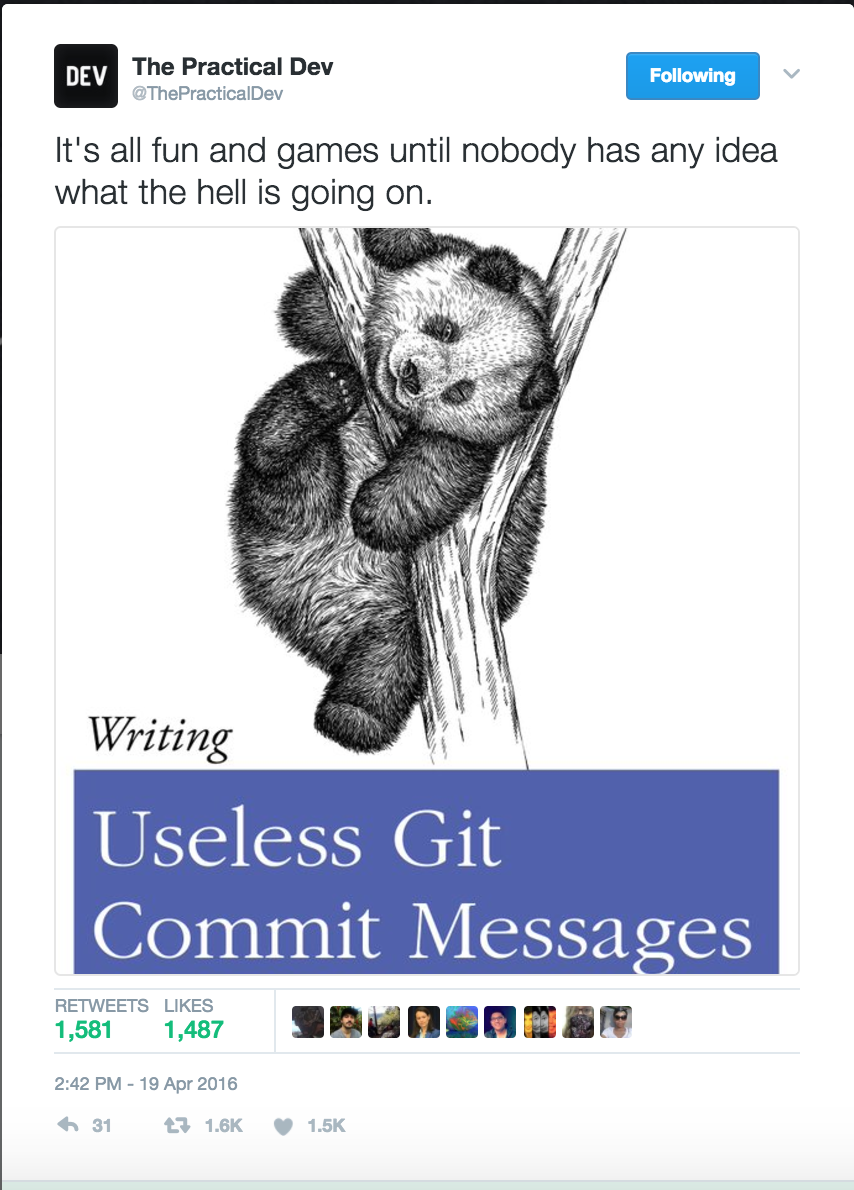 DEV
The Practical Dev
@ThePracticalDev
Following
It's all fun and games until nobody has any idea
what the hell is going on.
Writing
Useless Git
Commit Messages
RETWEETS LIKES
1,581 1,487
2:42 PM - 19 Apr 2016
31 1.6K 1.5K